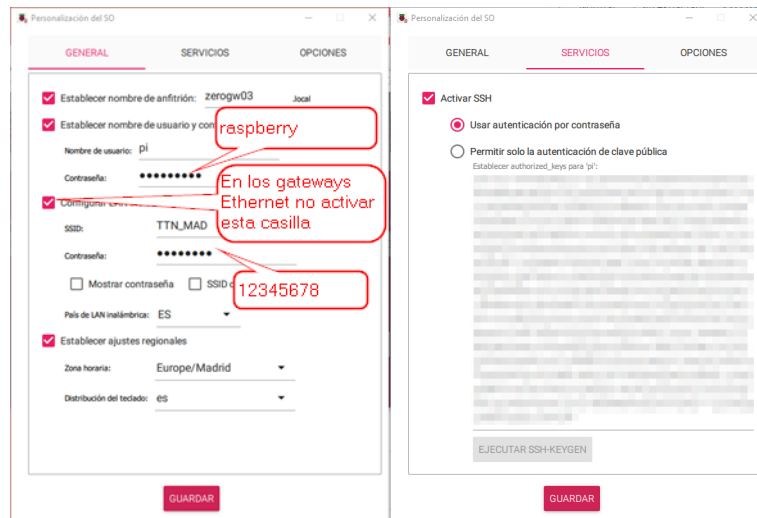 Personalización del SO
GENERAL SERVICIOS OPCIONES
Establecer nombre de anfitrión: zerogw03 .local
Establecer nombre de usuario y con
raspberry
Nombre de usuario: pi
Contraseña: •••••••••
En los gateways
Ethernet no activar
esta casilla
Configurar LAN
SSID: TTN_MAD
Contraseña: ••••••••
12345678
Mostrar contraseña SSID
País de LAN inalámbrica: ES
Establecer ajustes regionales
Zona horaria: Europe/Madrid
Distribución del teclado: es
GUARDAR
Personalización del SO
GENERAL SERVICIOS OPCIONES
Activar SSH
Usar autenticación por contraseña
Permitir solo la autenticación de clave pública
Establecer authorized_keys para 'pi':
EJECUTAR SSH-KEYGEN
GUARDAR